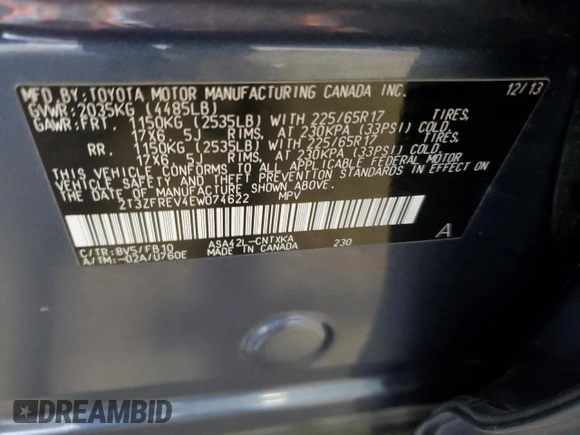 MFD.BY:TOYOTA MOTOR MANUFACTURING CANADA INC. 12/13
GVWR:2035KG (4485LB)
GAWR:FRT. 1150KG (2535LB) WITH 225/65R17 TIRES,
17X6. 5J RIMS, AT 230KPA (33PSI) COLD.
RR. 1150KG (2535LB) WITH 225/65R17 TIRES,
17X6. 5J RIMS, AT 230KPA (33PSI) COLD.
THIS VEHICLE CONFORMS TO ALL APPLICABLE FEDERAL MOTOR
VEHICLE SAFETY AND THEFT PREVENTION STANDARDS IN EFFECT
ON THE DATE OF MANUFACTURE SHOWN ABOVE.
2T3ZFREV4EW074622 MPV
A
C/TR:8V5/FB10 ASA42L-CNTXKA 230
A/TM:-02A/U760E MADE IN CANADA
DREAMBID